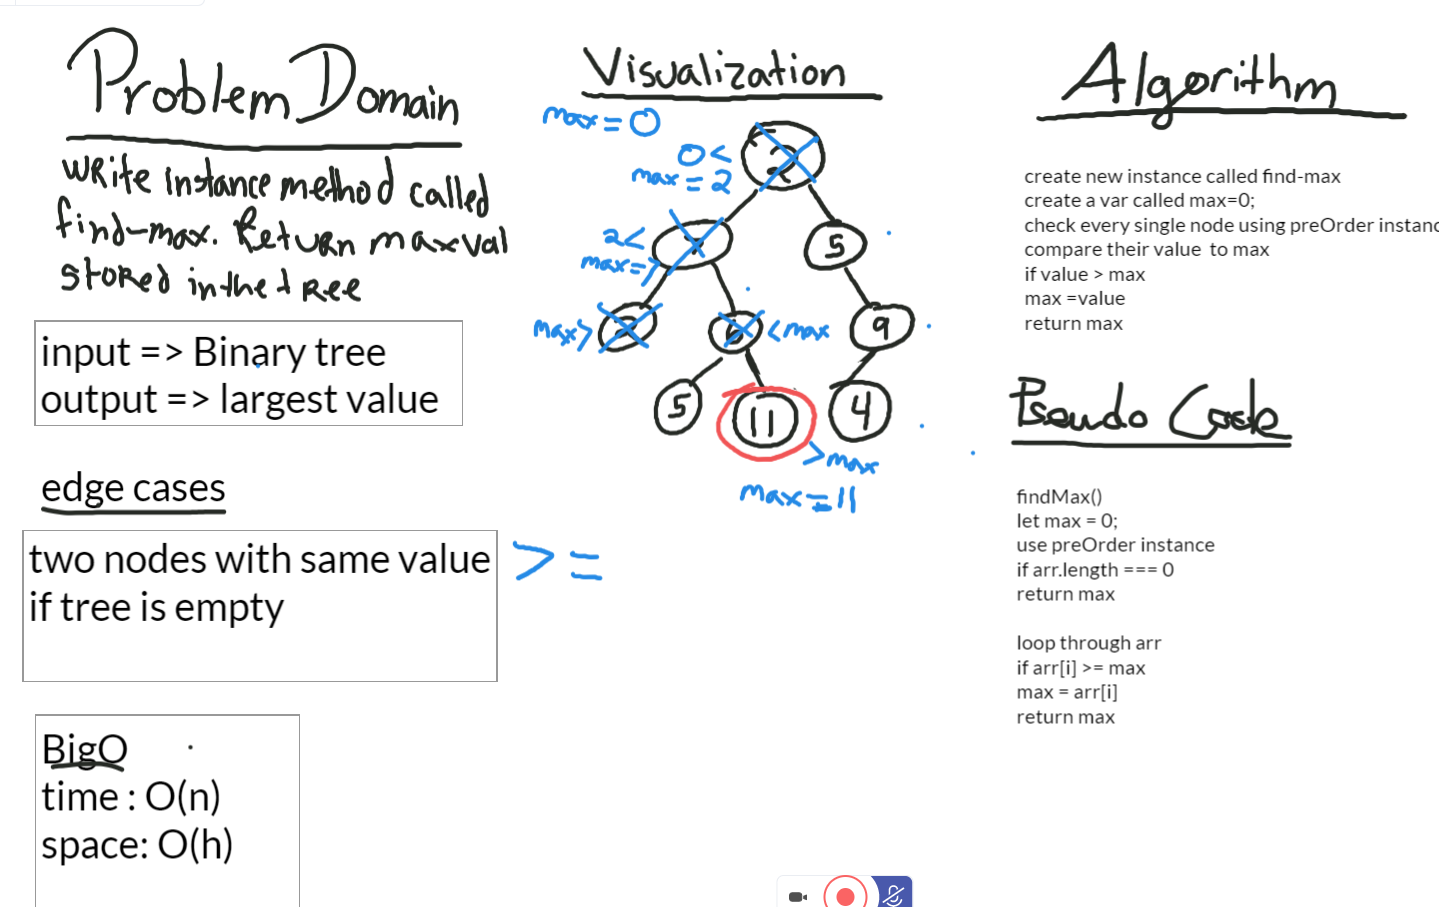 Problem Domain
write instance method called
find-max. Return max val
stored in the tree
input => Binary tree
output => largest value
edge cases
two nodes with same value
if tree is empty
>=
BigO
time : O(n)
space: O(h)
Visualization
max = 0
0 <
max = 2
2 <
max = 7
5
max >
< max
6
9
5
11
4
> max
max = 11
Algorithm
create new instance called find-max
create a var called max=0;
check every single node using preOrder instanc
compare their value to max
if value > max
max =value
return max
Pseudo Code
findMax()
let max = 0;
use preOrder instance
if arr.length === 0
return max
loop through arr
if arr[i] >= max
max = arr[i]
return max